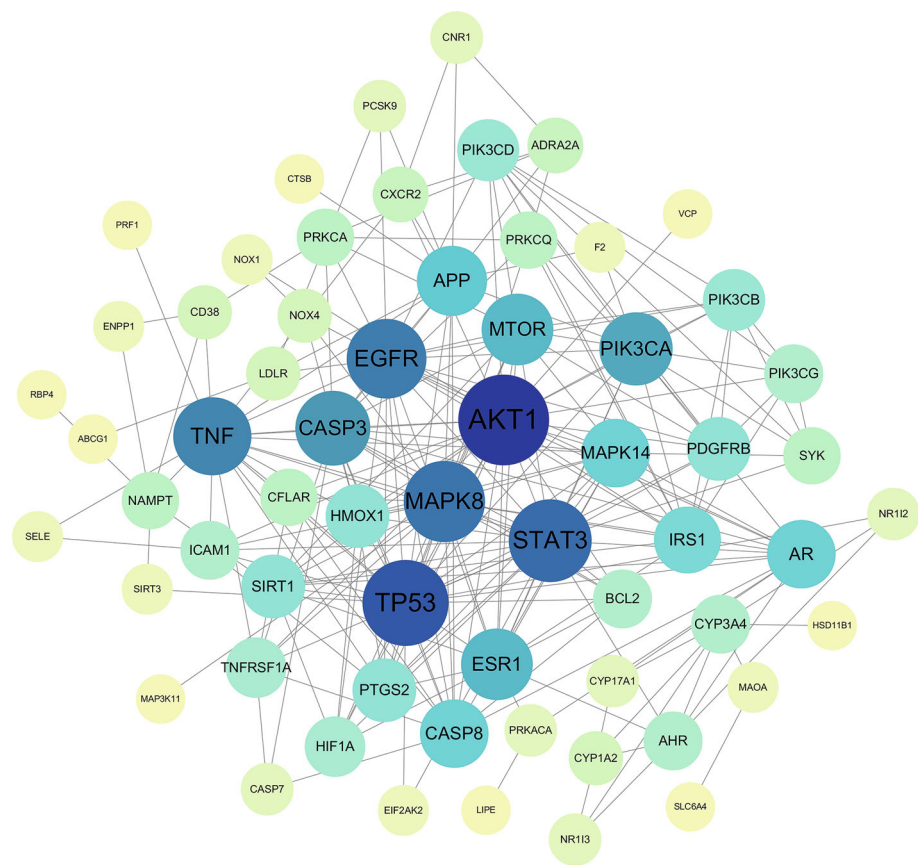 CNR1
PCSK9
PIK3CD
ADRA2A
CTSB
CXCR2
VCP
PRF1
PRKCA
PRKCQ
F2
NOX1
APP
PIK3CB
ENPP1
CD38
NOX4
MTOR
EGFR
PIK3CA
LDLR
PIK3CG
RBP4
ABCG1
TNF
CASP3
AKT1
MAPK14
PDGFRB
SYK
NAMPT
CFLAR
HMOX1
MAPK8
NR1I2
SELE
ICAM1
STAT3
IRS1
AR
SIRT3
SIRT1
TP53
BCL2
CYP3A4
HSD11B1
TNFRSF1A
ESR1
CYP17A1
MAOA
MAP3K11
PTGS2
CASP8
PRKACA
HIF1A
CYP1A2
AHR
CASP7
EIF2AK2
LIPE
SLC6A4
NR1I3